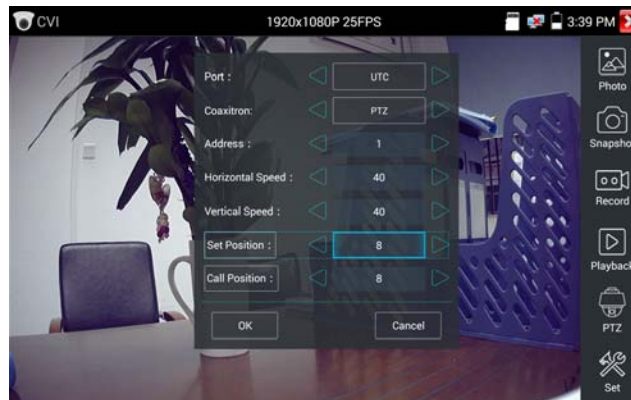 CVI
1920x1080P 25FPS
3:39 PM
Port :
UTC
Coaxitron:
PTZ
Address :
1
Horizontal Speed :
40
Vertical Speed :
40
Set Position :
8
Call Position :
8
OK
Cancel
Photo
Snapsho
Record
Playback
PTZ
Set